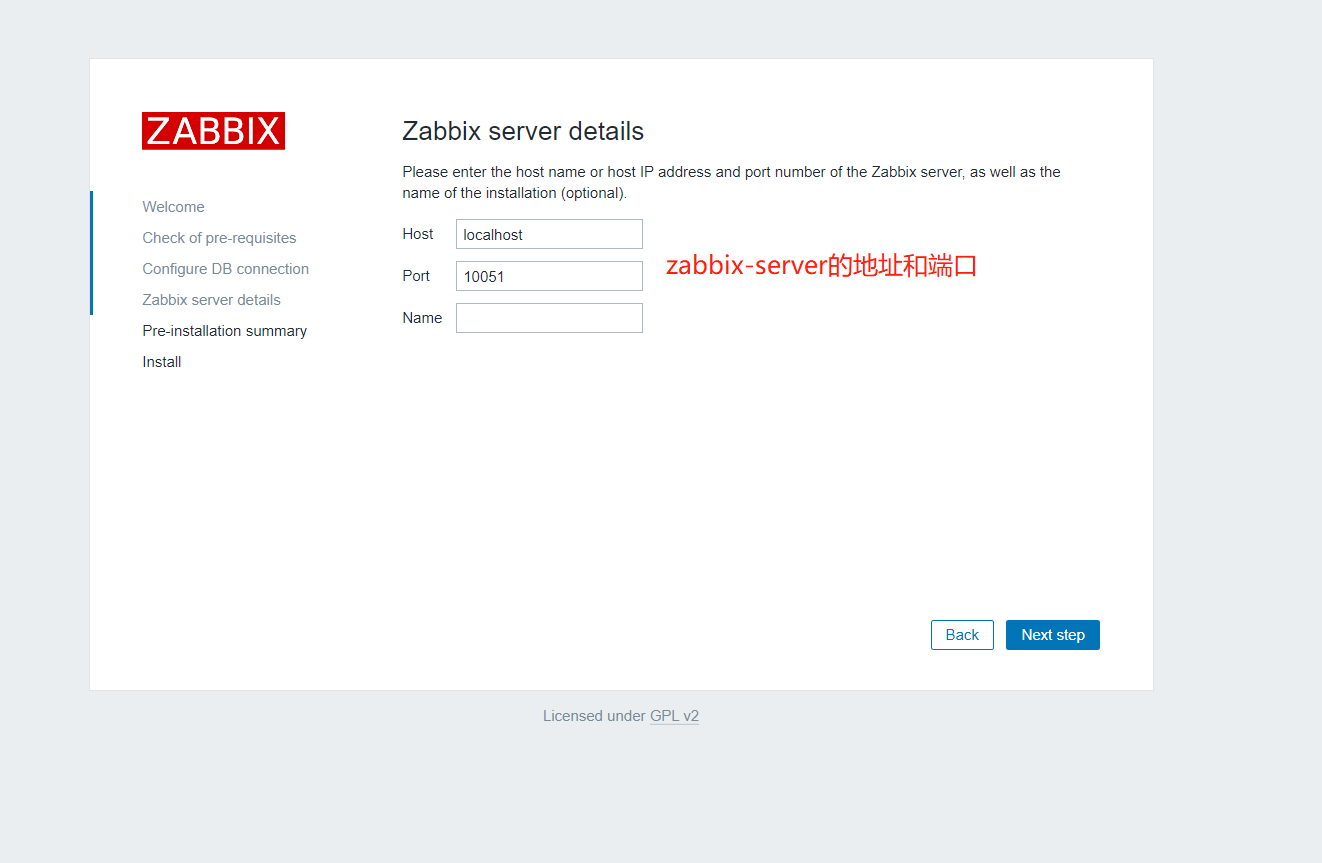 ZABBIX
Welcome
Check of pre-requisites
Configure DB connection
Zabbix server details
Pre-installation summary
Install
Zabbix server details
Please enter the host name or host IP address and port number of the Zabbix server, as well as the
name of the installation (optional).
Host localhost
Port 10051
zabbix-server的地址和端口
Name
Back Next step
Licensed under GPL v2